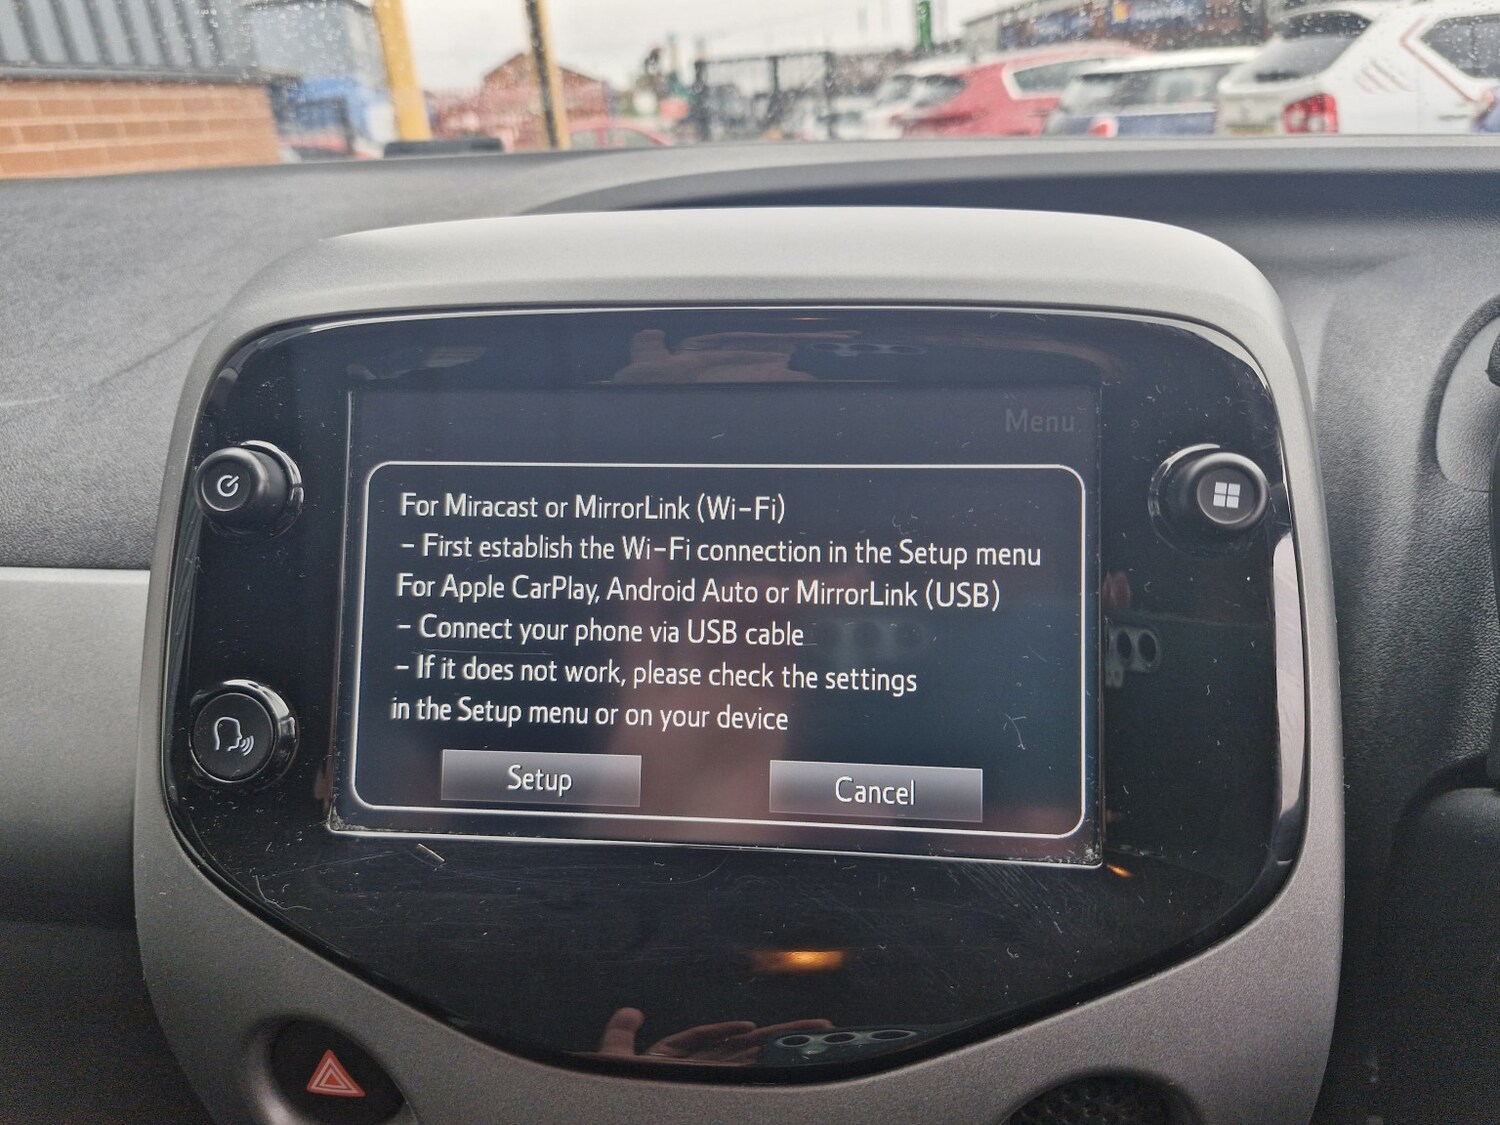 Menu
For Miracast or MirrorLink (Wi-Fi)
- First establish the Wi-Fi connection in the Setup menu
For Apple CarPlay, Android Auto or MirrorLink (USB)
- Connect your phone via USB cable
- If it does not work, please check the settings
in the Setup menu or on your device
Setup Cancel